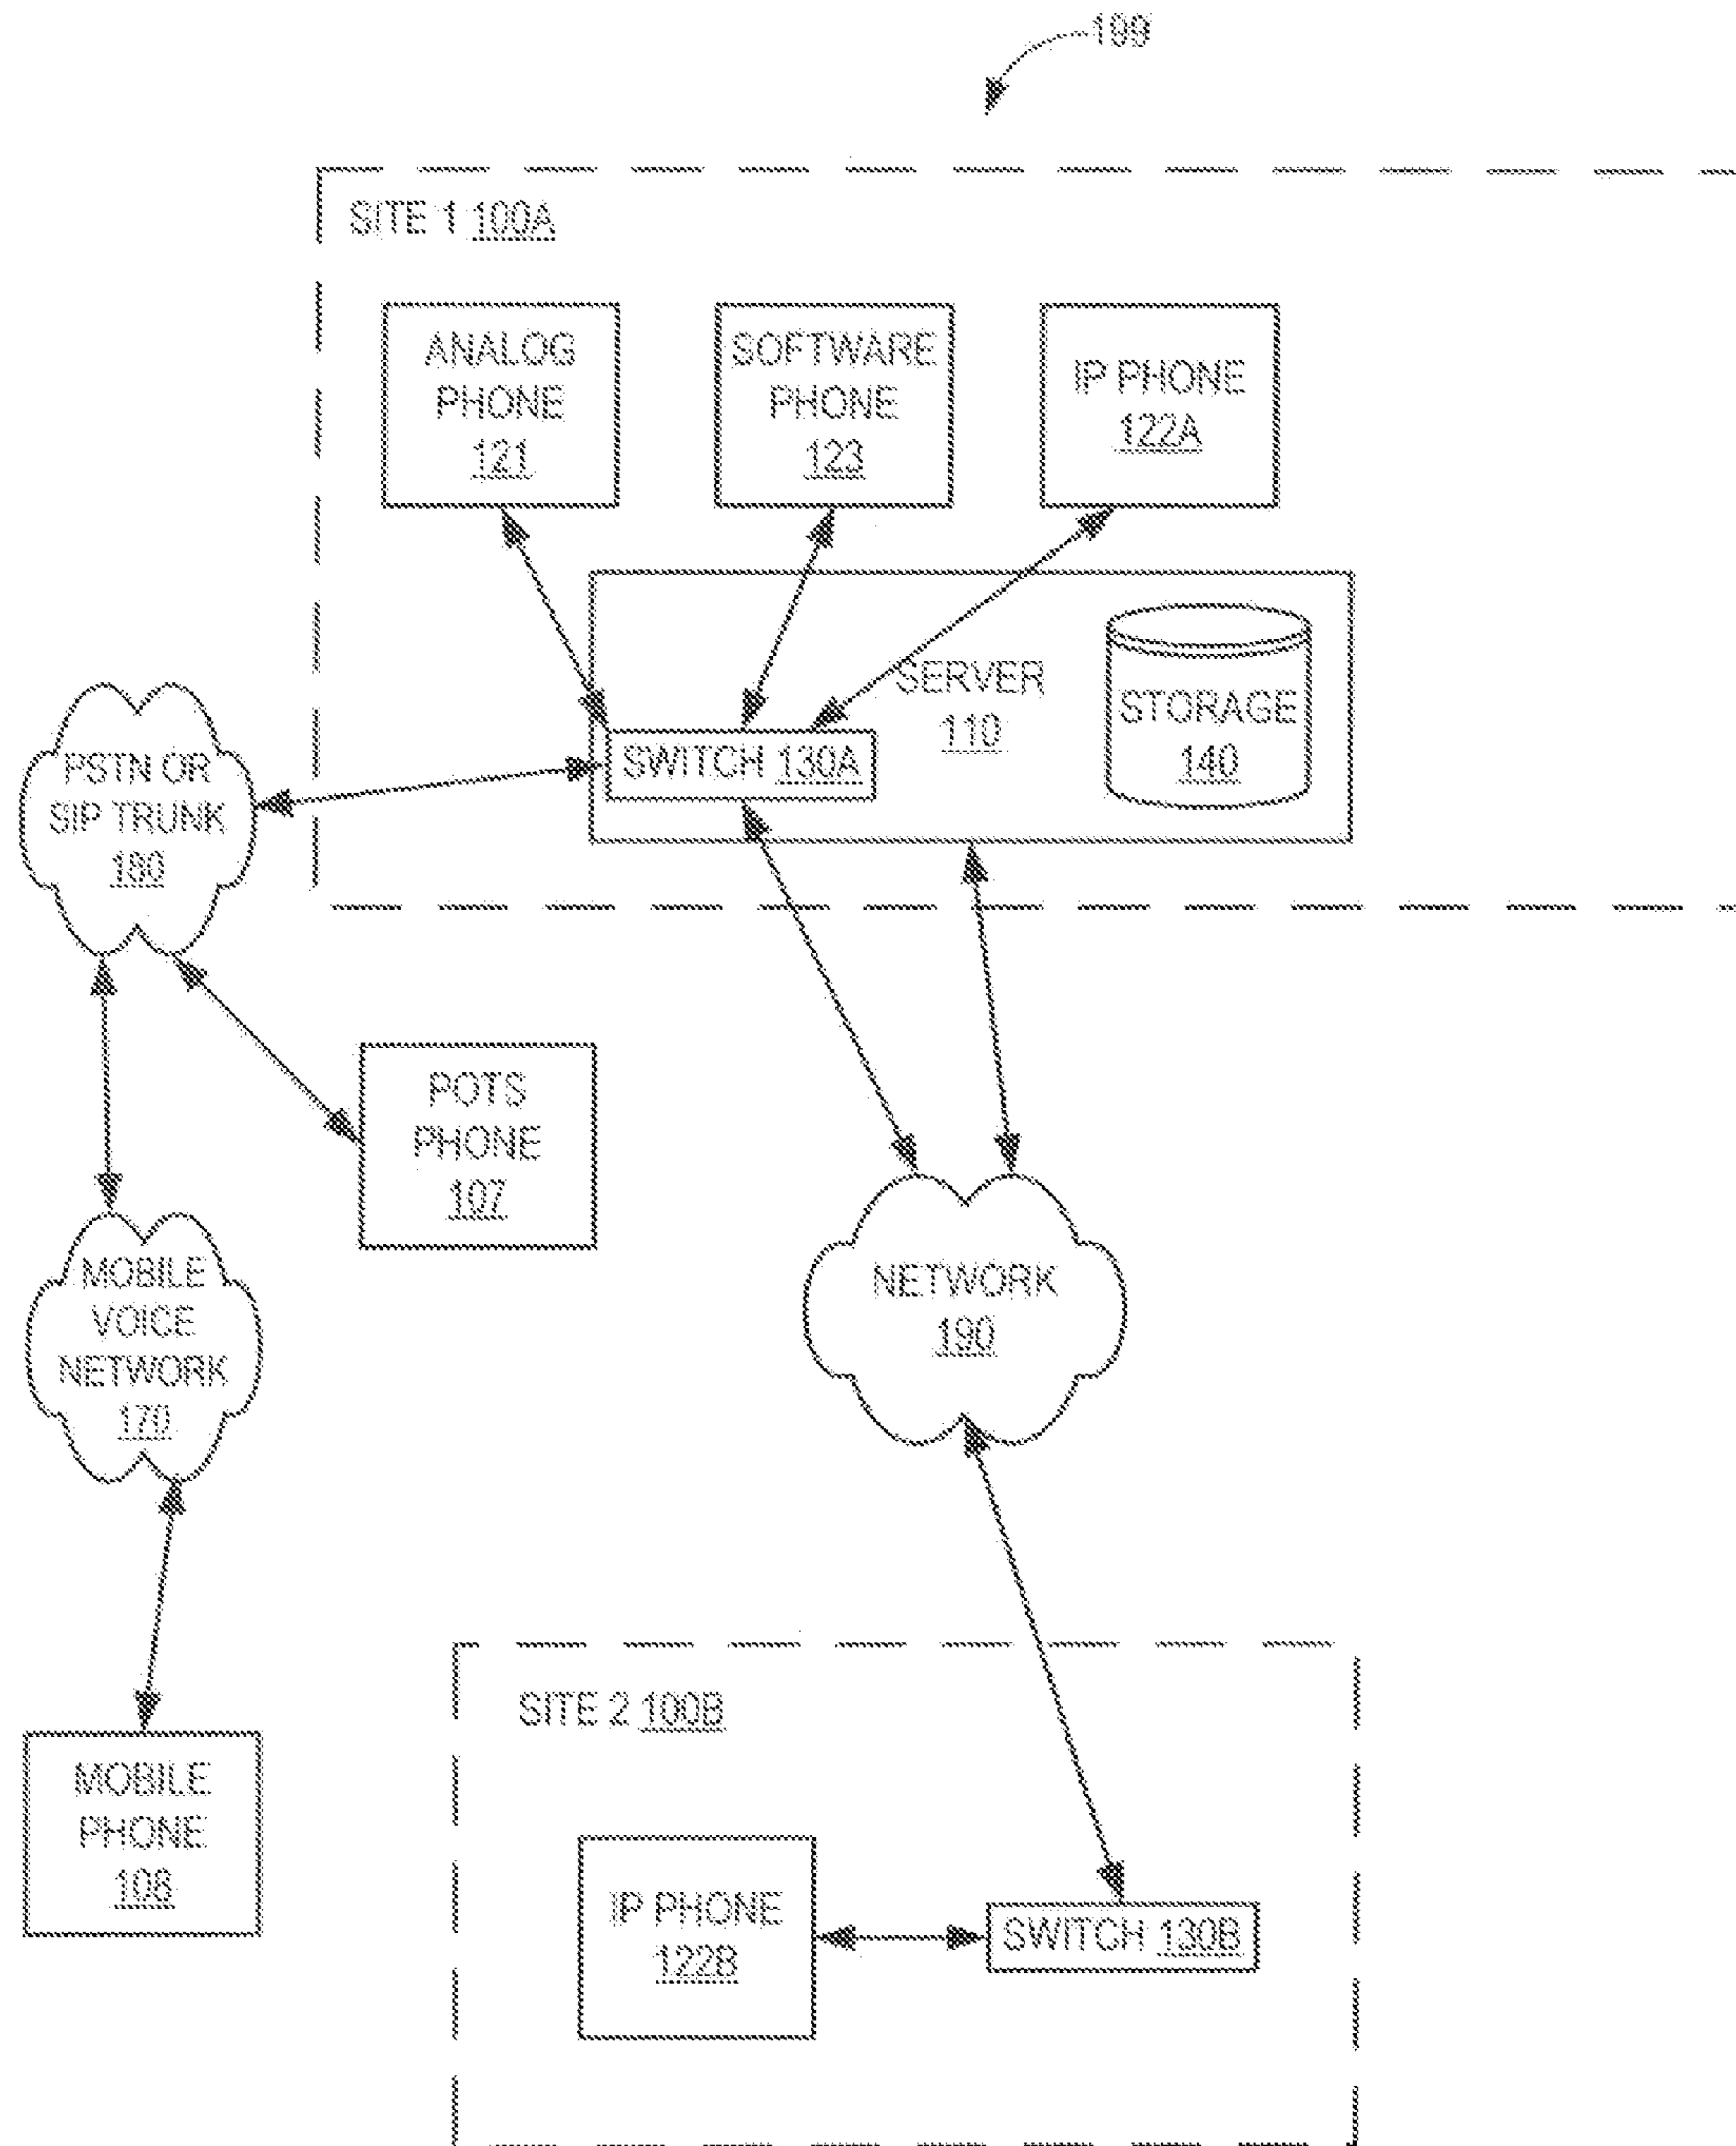 199
SITE 1 100A
ANALOG
PHONE
121
SOFTWARE
PHONE
123
IP PHONE
122A
SERVER
110
STORAGE
140
SWITCH 130A
PSTN OR
SIP TRUNK
180
POTS
PHONE
107
MOBILE
VOICE
NETWORK
170
NETWORK
190
SITE 2 100B
MOBILE
PHONE
108
IP PHONE
122B
SWITCH 130B